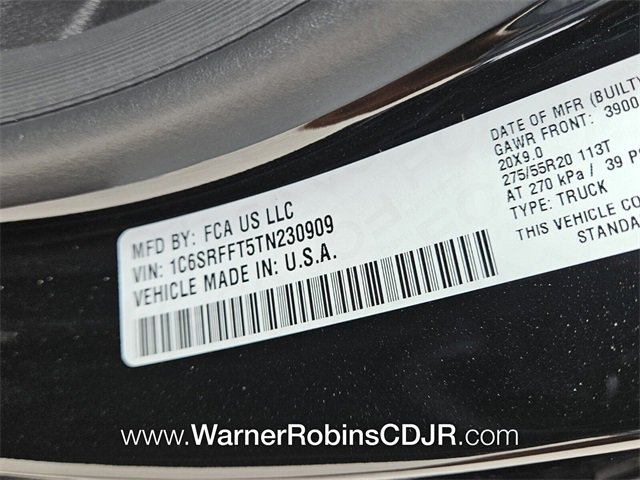 MFD BY: FCA US LLC
VIN: 1C6SRFFT5TN230909
VEHICLE MADE IN: U.S.A.
DATE OF MFR (BUILT)
GAWR FRONT: 3900
20X9.0
275/55R20 113T
AT 270 kPa / 39
TYPE: TRUCK
THIS VEHICLE
STANDA
www.WarnerRobinsCDJR.com